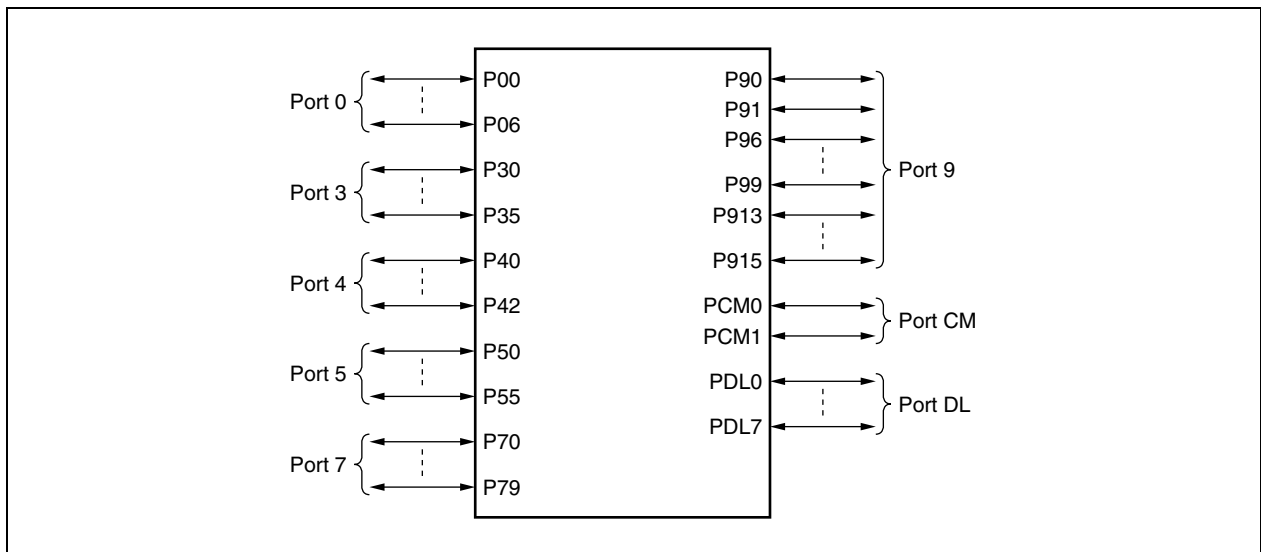 Port 0
P00
P06
Port 3
P30
P35
Port 4
P40
P42
Port 5
P50
P55
Port 7
P70
P79
P90
P91
P96
P99
P913
P915
Port 9
PCM0
PCM1
Port CM
PDL0
PDL7
Port DL